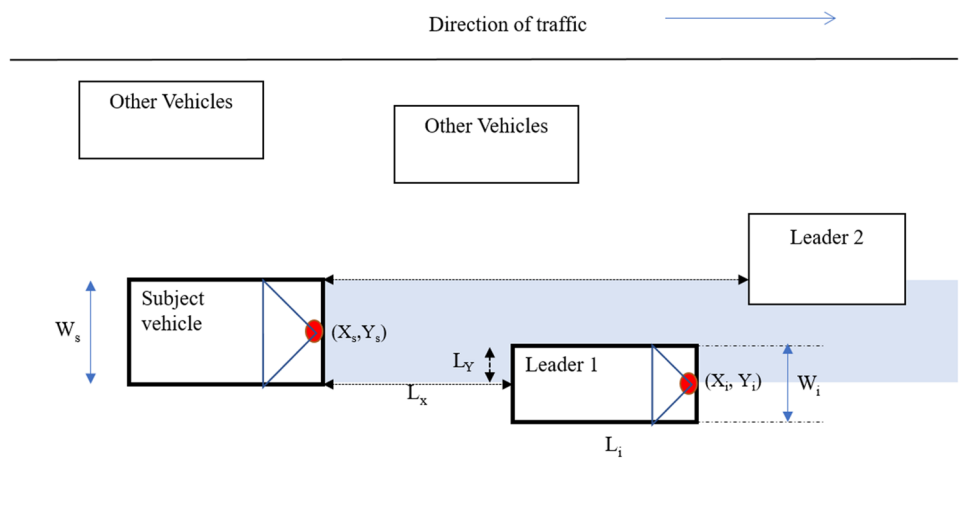 Direction of traffic
Other Vehicles
Other Vehicles
Leader 2
Subject
vehicle
Wₛ
(Xₛ,Yₛ)
L_Y
Leader 1
(Xᵢ, Yᵢ)
Wᵢ
Lₓ
Lᵢ